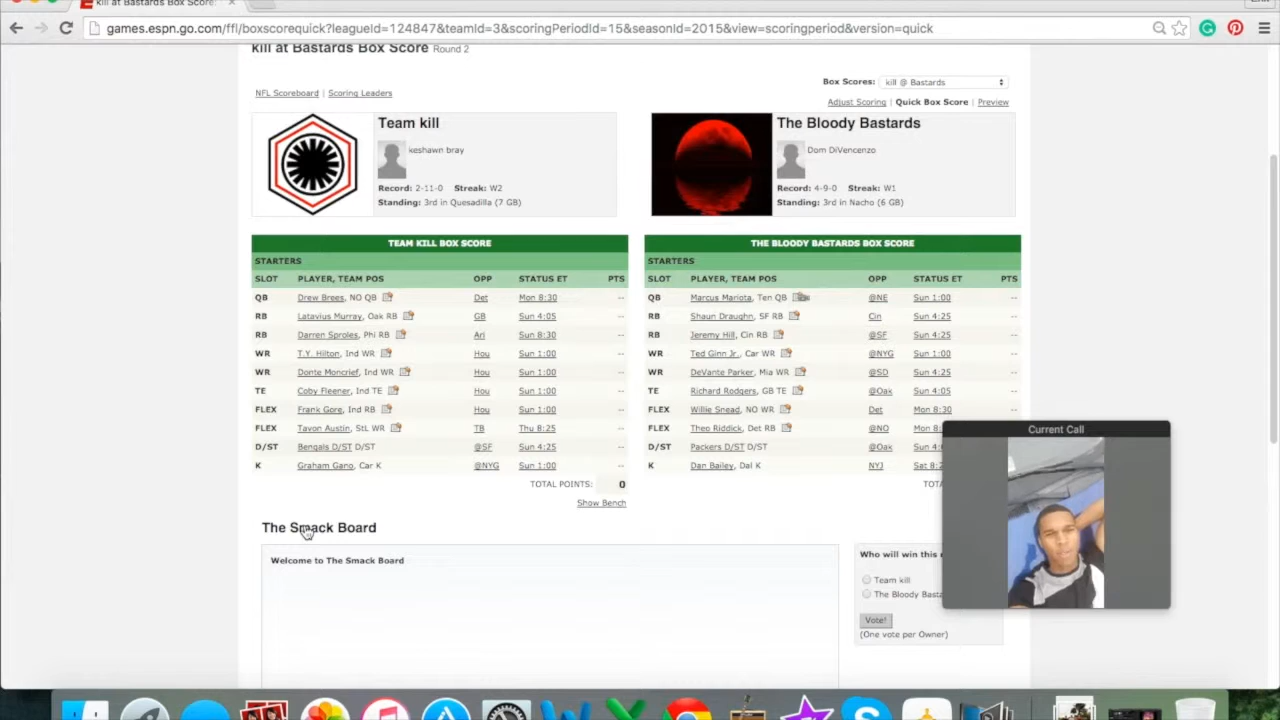 kill at Bastards Box Score:
games.espn.go.com/ffl/boxscorequick?leagueId=124847&teamId=3&scoringPeriodId=15&seasonId=2015&view=scoringperiod&version=quick
kill at Bastards Box Score Round 2
Box Scores: kill @ Bastards
NFL Scoreboard | Scoring Leaders
Adjust Scoring | Quick Box Score | Preview
Team kill
keshawn bray
Record: 2-11-0 Streak: W2
Standing: 3rd in Quesadilla (7 GB)
The Bloody Bastards
Dom DiVencenzo
Record: 4-9-0 Streak: W1
Standing: 3rd in Nacho (6 GB)
TEAM KILL BOX SCORE
STARTERS
SLOT PLAYER, TEAM POS OPP STATUS ET PTS
QB Drew Brees, NO QB Det Mon 8:30 --
RB Latavius Murray, Oak RB GB Sun 4:05 --
RB Darren Sproles, Phi RB Ari Sun 8:30 --
WR T.Y. Hilton, Ind WR Hou Sun 1:00 --
WR Donte Moncrief, Ind WR Hou Sun 1:00 --
TE Coby Fleener, Ind TE Hou Sun 1:00 --
FLEX Frank Gore, Ind RB Hou Sun 1:00 --
FLEX Tavon Austin, StL WR TB Thu 8:25 --
D/ST Bengals D/ST D/ST @SF Sun 4:25 --
K Graham Gano, Car K @NYG Sun 1:00 --
TOTAL POINTS: 0
Show Bench
THE BLOODY BASTARDS BOX SCORE
STARTERS
SLOT PLAYER, TEAM POS OPP STATUS ET PTS
QB Marcus Mariota, Ten QB @NE Sun 1:00 --
RB Shaun Draughn, SF RB Cin Sun 4:25 --
RB Jeremy Hill, Cin RB @SF Sun 4:25 --
WR Ted Ginn Jr., Car WR @NYG Sun 1:00 --
WR DeVante Parker, Mia WR @SD Sun 4:25 --
TE Richard Rodgers, GB TE @Oak Sun 4:05 --
FLEX Willie Snead, NO WR Det Mon 8:30 --
FLEX Theo Riddick, Det RB @NO Mon 8:
D/ST Packers D/ST D/ST @Oak Sun 4:
K Dan Bailey, Dal K NYJ Sat 8:2
TOTA
Current Call
The Smack Board
Welcome to The Smack Board
Who will win this
Team kill
The Bloody Basta
Vote!
(One vote per Owner)